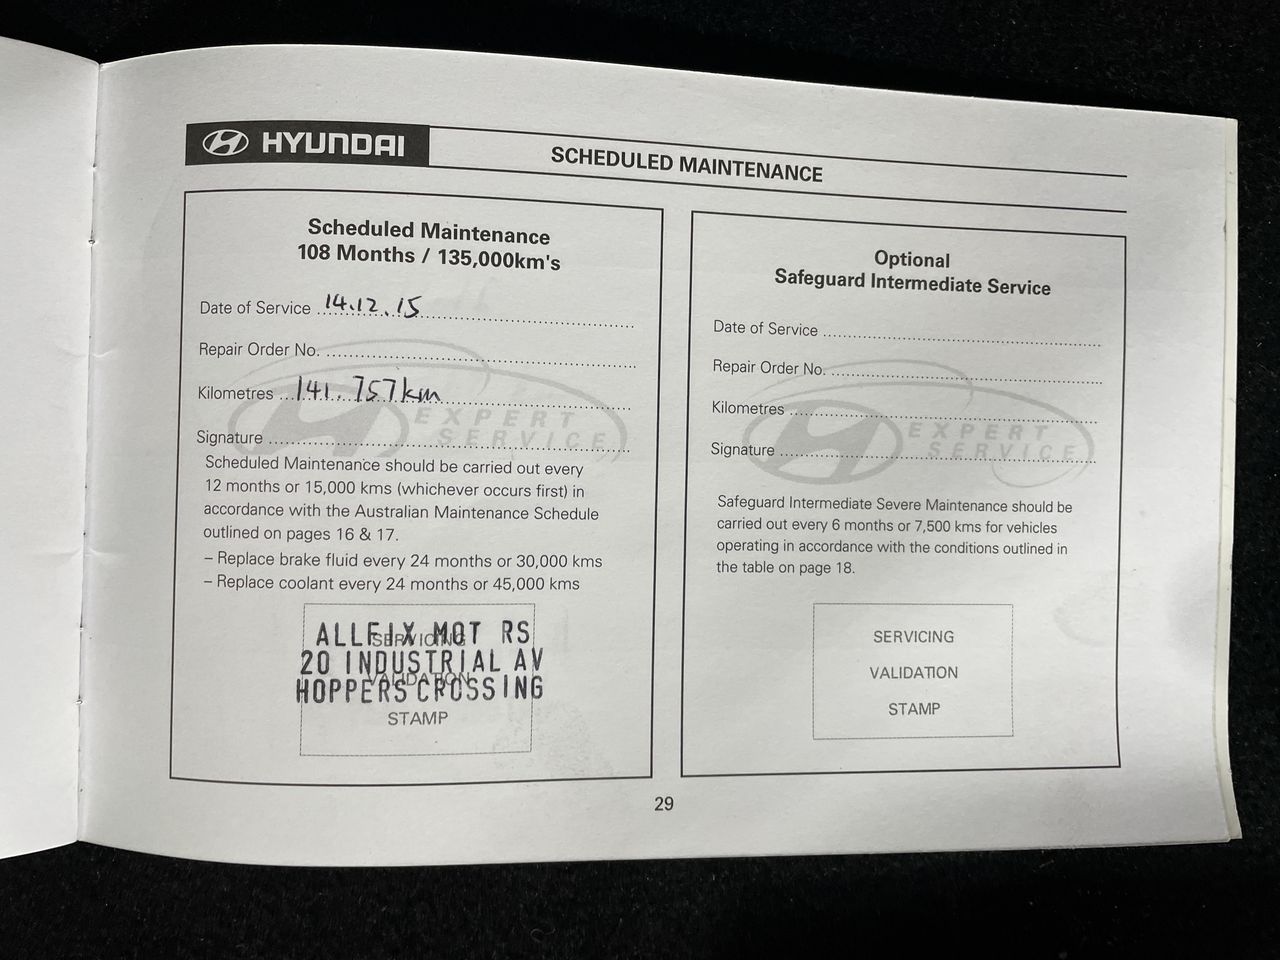 HYUNDAI
SCHEDULED MAINTENANCE
Scheduled Maintenance
108 Months / 135,000km's
Date of Service 14.12.15
Repair Order No.
Kilometres 141.757km
Signature
EXPERT
SERVICE
Scheduled Maintenance should be carried out every
12 months or 15,000 kms (whichever occurs first) in
accordance with the Australian Maintenance Schedule
outlined on pages 16 & 17.
– Replace brake fluid every 24 months or 30,000 kms
– Replace coolant every 24 months or 45,000 kms
SERVICING
VALIDATION
STAMP
ALLFIX MOT RS
20 INDUSTRIAL AV
HOPPERS CROSSING
Optional
Safeguard Intermediate Service
Date of Service
Repair Order No.
Kilometres
Signature
EXPERT
SERVICE
Safeguard Intermediate Severe Maintenance should be
carried out every 6 months or 7,500 kms for vehicles
operating in accordance with the conditions outlined in
the table on page 18.
SERVICING
VALIDATION
STAMP
29